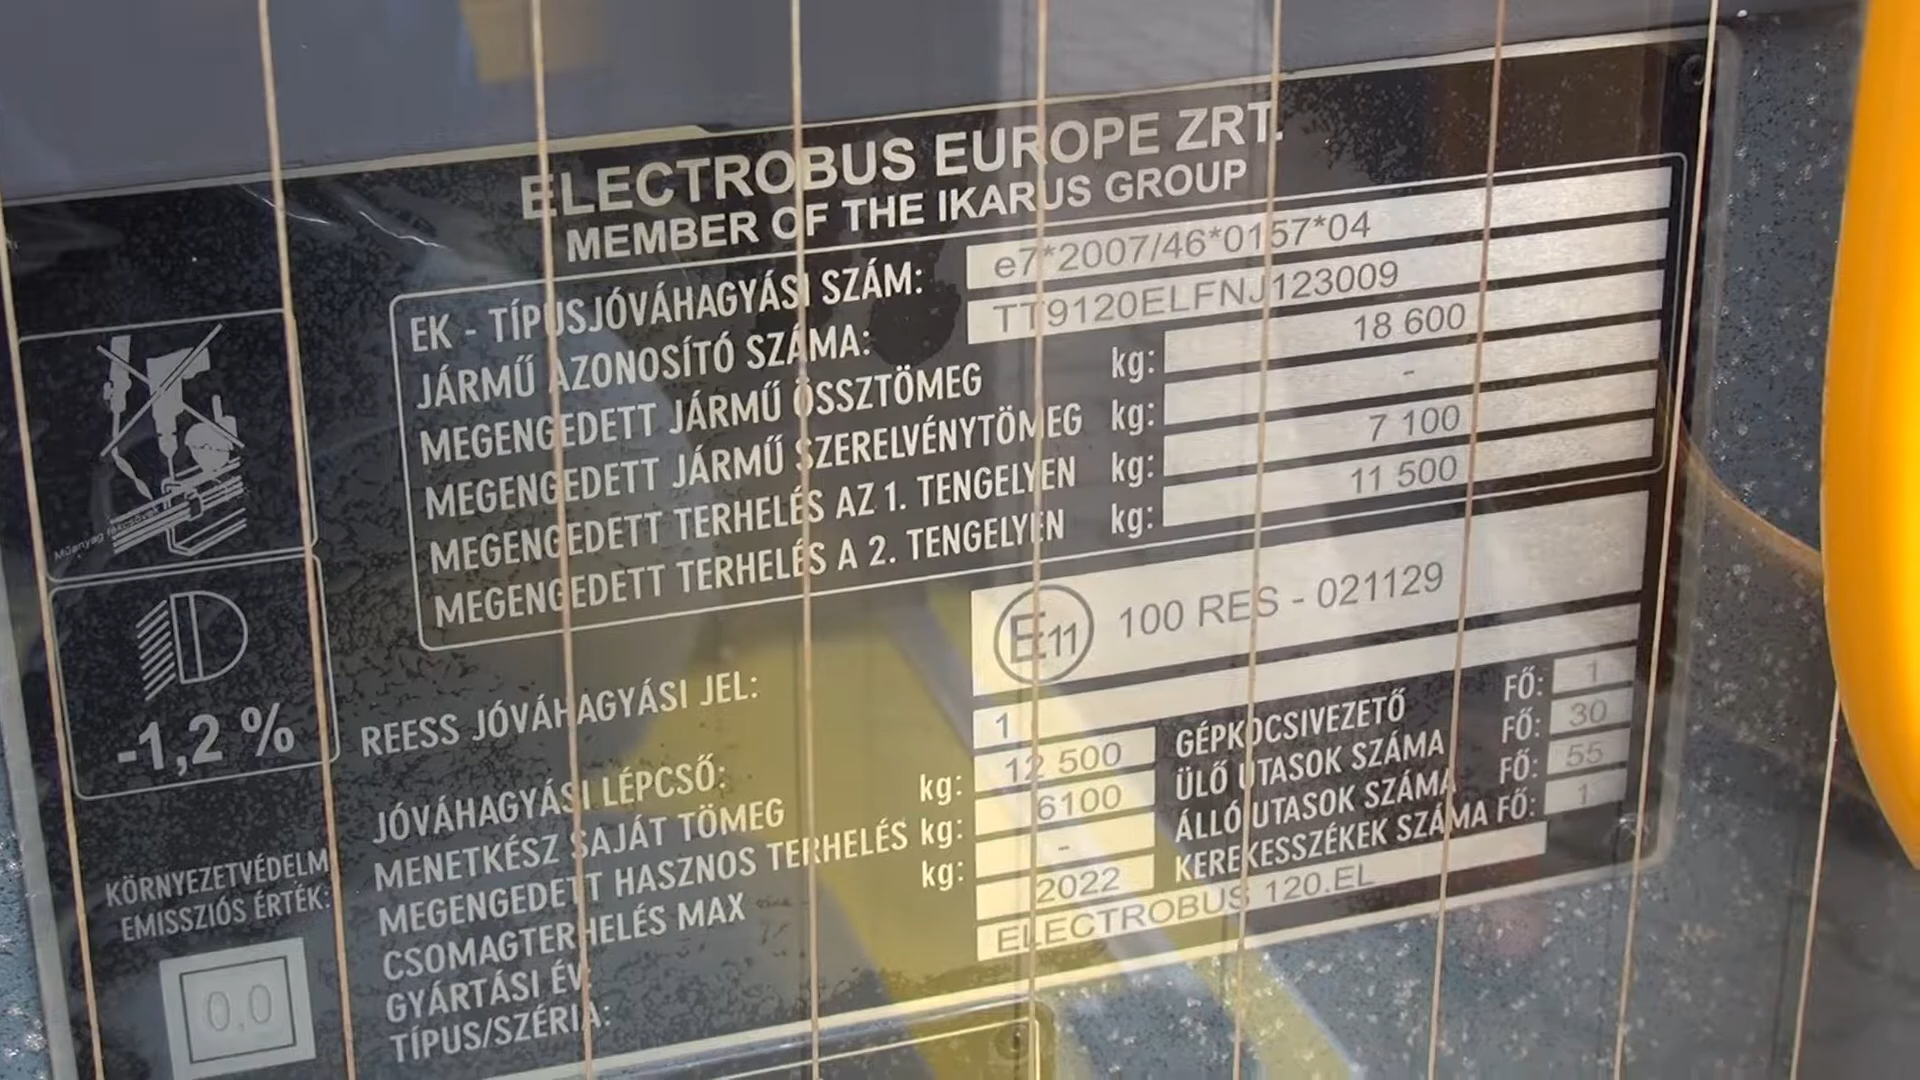 ELECTROBUS EUROPE ZRT.
MEMBER OF THE IKARUS GROUP
EK - TÍPUSJÓVÁHAGYÁSI SZÁM: e7*2007/46*0157*04
JÁRMŰ AZONOSÍTÓ SZÁMA: TT9120ELFNJ123009
MEGENGEDETT JÁRMŰ ÖSSZTÖMEG kg: 18 600
MEGENGEDETT JÁRMŰ SZERELVÉNYTÖMEG kg: -
MEGENGEDETT TERHELÉS AZ 1. TENGELYEN kg: 7 100
MEGENGEDETT TERHELÉS A 2. TENGELYEN kg: 11 500
Műanyag fékcsövek
-1,2 %
REESS JÓVÁHAGYÁSI JEL: E11 100 RES - 021129
JÓVÁHAGYÁSI LÉPCSŐ: 1
MENETKÉSZ SAJÁT TÖMEG kg: 12 500
MEGENGEDETT HASZNOS TERHELÉS kg: 6100
CSOMAGTERHELÉS MAX kg: -
GYÁRTÁSI ÉV 2022
TÍPUS/SZÉRIA: ELECTROBUS 120.EL
GÉPKOCSIVEZETŐ FŐ: 1
ÜLŐ UTASOK SZÁMA FŐ: 30
ÁLLÓ UTASOK SZÁMA FŐ: 55
KEREKESSZÉKEK SZÁMA FŐ: 1
KÖRNYEZETVÉDELMI
EMISSZIÓS ÉRTÉK:
0.0